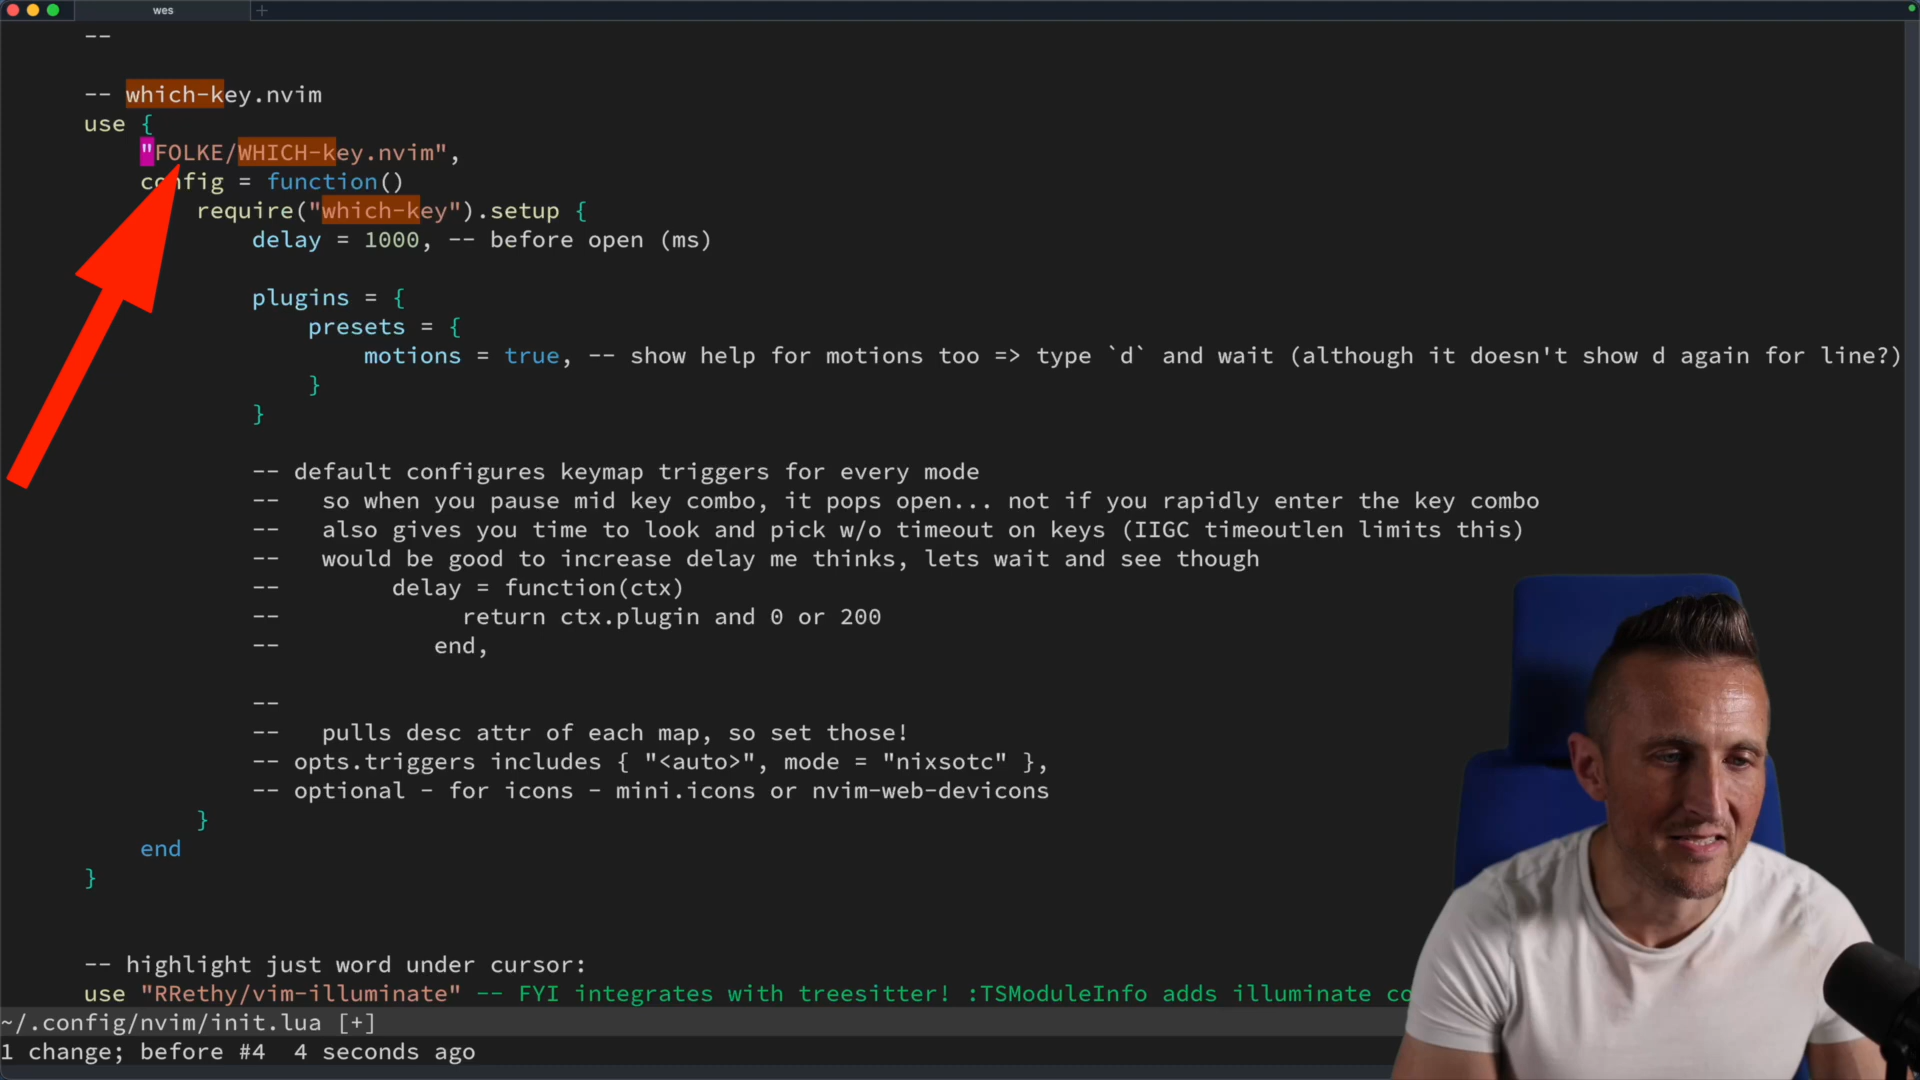 wes
--
-- which-key.nvim
use {
"FOLKE/WHICH-key.nvim",
config = function()
require("which-key").setup {
delay = 1000, -- before open (ms)
plugins = {
presets = {
motions = true, -- show help for motions too => type `d` and wait (although it doesn't show d again for line?)
}
}
-- default configures keymap triggers for every mode
-- so when you pause mid key combo, it pops open... not if you rapidly enter the key combo
-- also gives you time to look and pick w/o timeout on keys (IIGC timeoutlen limits this)
-- would be good to increase delay me thinks, lets wait and see though
-- delay = function(ctx)
-- return ctx.plugin and 0 or 200
-- end,
--
-- pulls desc attr of each map, so set those!
-- opts.triggers includes { "<auto>", mode = "nixsotc" },
-- optional - for icons - mini.icons or nvim-web-devicons
}
end
}
-- highlight just word under cursor:
use "RRethy/vim-illuminate" -- FYI integrates with treesitter! :TSModuleInfo adds illuminate co
~/.config/nvim/init.lua [+]
1 change; before #4 4 seconds ago